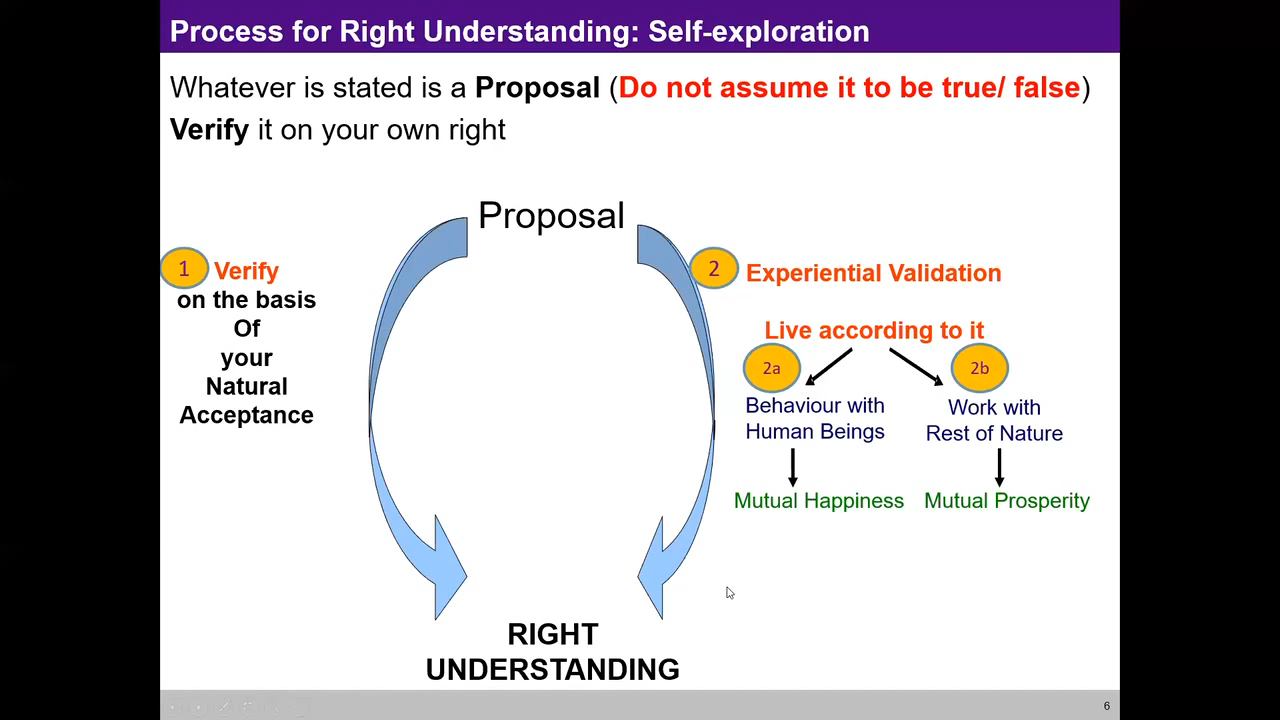 Process for Right Understanding: Self-exploration
Whatever is stated is a Proposal (Do not assume it to be true/ false)
Verify it on your own right
Proposal
1 Verify
on the basis
Of
your
Natural
Acceptance
2 Experiential Validation
Live according to it
2a
2b
Behaviour with
Human Beings
Work with
Rest of Nature
Mutual Happiness
Mutual Prosperity
RIGHT
UNDERSTANDING
6